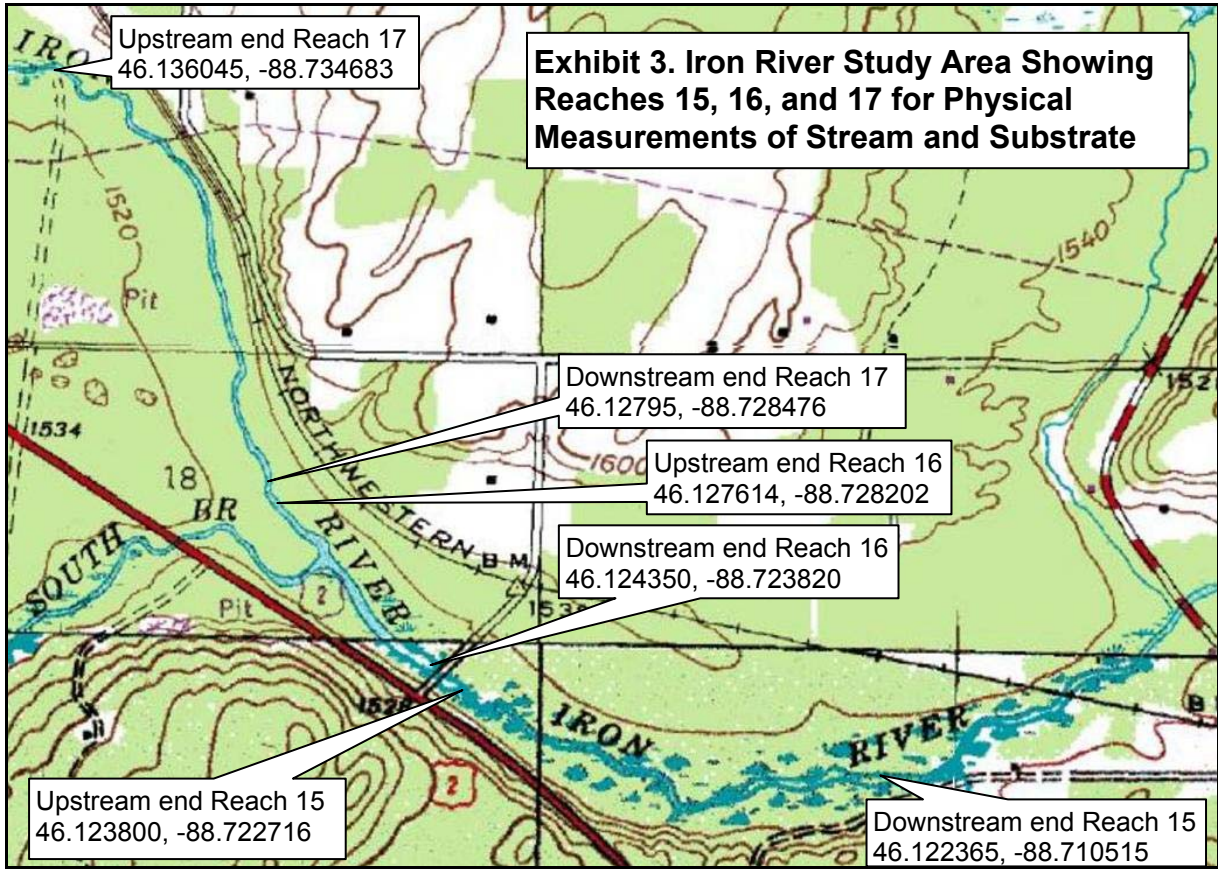 IRO
Upstream end Reach 17
46.136045, -88.734683
Exhibit 3. Iron River Study Area Showing
Reaches 15, 16, and 17 for Physical
Measurements of Stream and Substrate
1520
1540
Pit
1534
NORTHWESTERN
Downstream end Reach 17
46.12795, -88.728476
1600
Upstream end Reach 16
46.127614, -88.728202
18
SOUTH BR
RIVER
BM
Downstream end Reach 16
46.124350, -88.723820
2
Pit
IRON RIVER
2
Upstream end Reach 15
46.123800, -88.722716
Downstream end Reach 15
46.122365, -88.710515